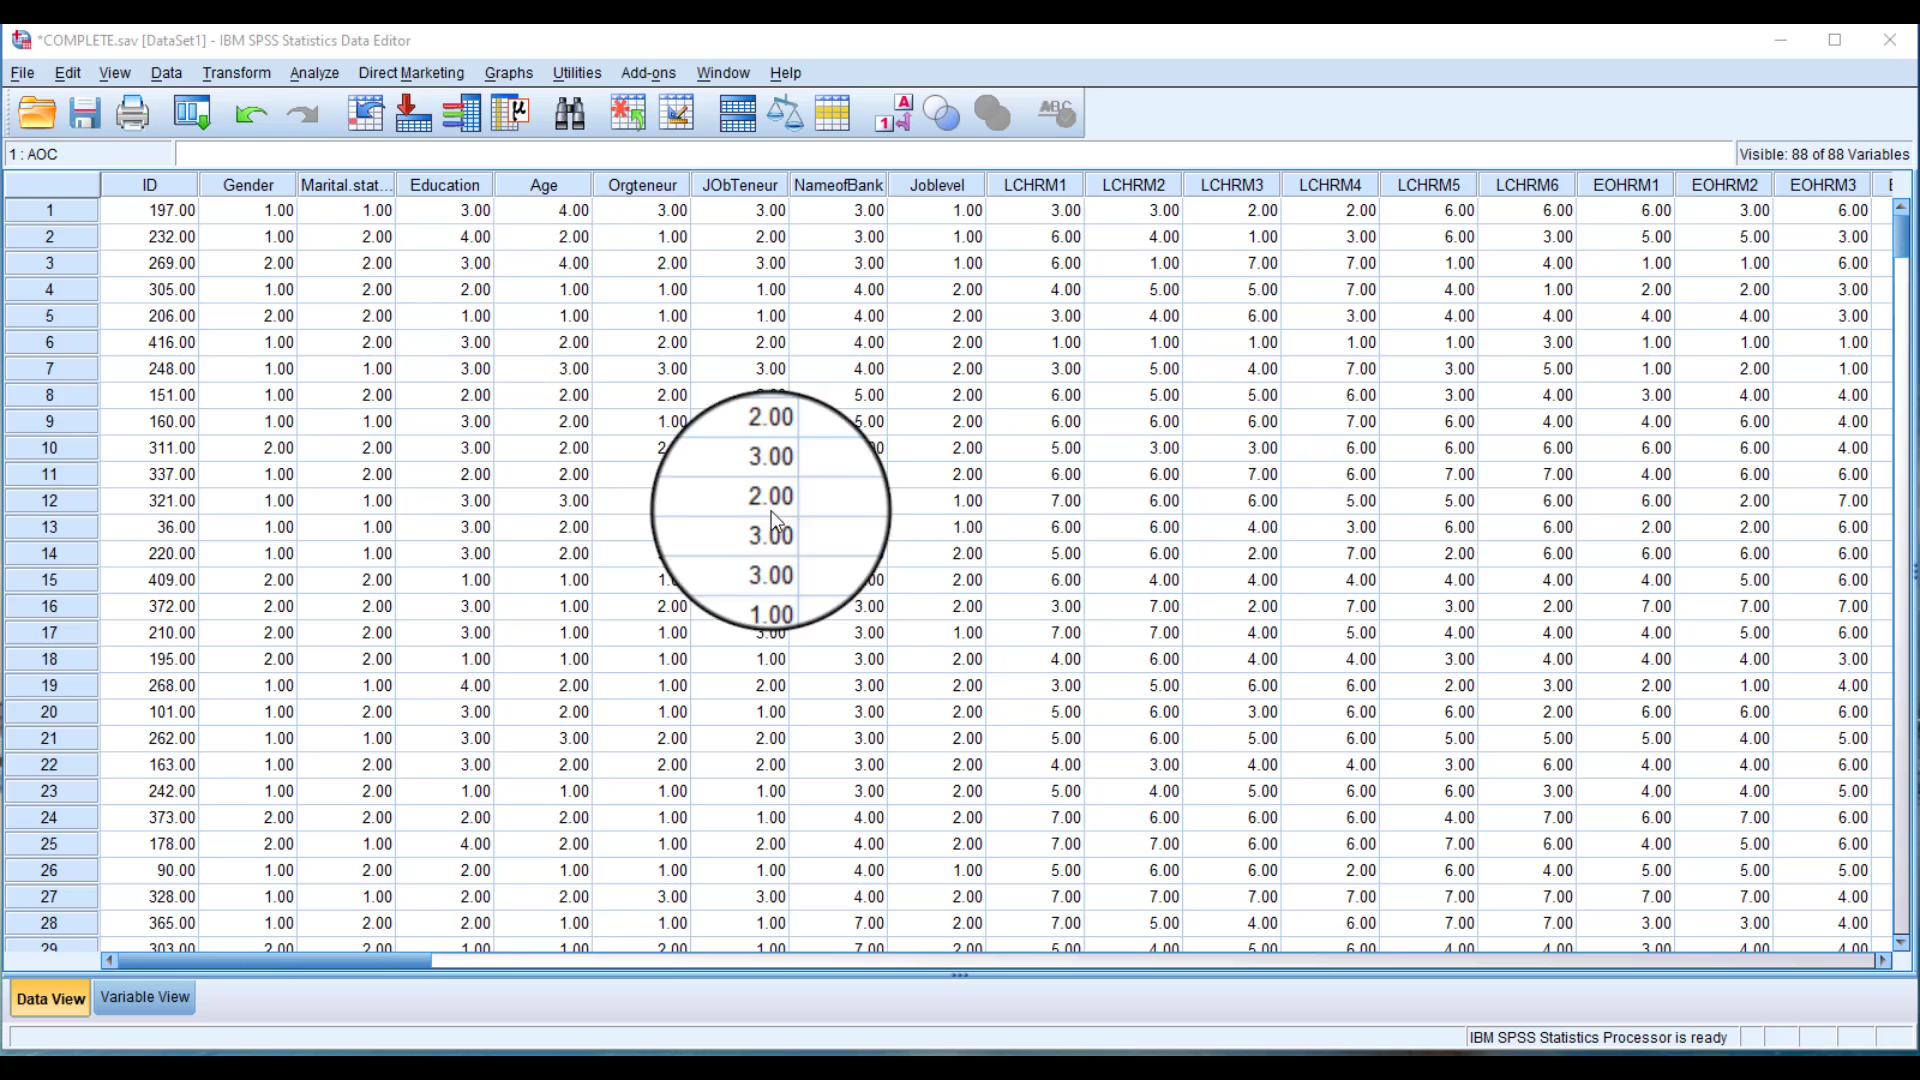 *COMPLETE.sav [DataSet1] - IBM SPSS Statistics Data Editor
File Edit View Data Transform Analyze Direct Marketing Graphs Utilities Add-ons Window Help
1 : AOC Visible: 88 of 88 Variables
ID Gender Marital.stat... Education Age Orgteneur JObTeneur NameofBank Joblevel LCHRM1 LCHRM2 LCHRM3 LCHRM4 LCHRM5 LCHRM6 EOHRM1 EOHRM2 EOHRM3
1 197.00 1.00 1.00 3.00 4.00 3.00 3.00 3.00 1.00 3.00 3.00 2.00 2.00 6.00 6.00 6.00 3.00 6.00
2 232.00 1.00 2.00 4.00 2.00 1.00 2.00 3.00 1.00 6.00 4.00 1.00 3.00 6.00 3.00 5.00 5.00 3.00
3 269.00 2.00 2.00 3.00 4.00 2.00 3.00 3.00 1.00 6.00 1.00 7.00 7.00 1.00 4.00 1.00 1.00 6.00
4 305.00 1.00 2.00 2.00 1.00 1.00 1.00 4.00 2.00 4.00 5.00 5.00 7.00 4.00 1.00 2.00 2.00 3.00
5 206.00 2.00 2.00 1.00 1.00 1.00 1.00 4.00 2.00 3.00 4.00 6.00 3.00 4.00 4.00 4.00 4.00 3.00
6 416.00 1.00 2.00 3.00 2.00 2.00 2.00 4.00 2.00 1.00 1.00 1.00 1.00 1.00 3.00 1.00 1.00 1.00
7 248.00 1.00 1.00 3.00 3.00 3.00 3.00 4.00 2.00 3.00 5.00 4.00 7.00 3.00 5.00 1.00 2.00 1.00
8 151.00 1.00 2.00 2.00 2.00 2.00 5.00 2.00 6.00 5.00 5.00 6.00 3.00 4.00 3.00 4.00 4.00
9 160.00 1.00 1.00 3.00 2.00 1.00 2.00 5.00 2.00 6.00 6.00 6.00 7.00 6.00 4.00 4.00 6.00 4.00
10 311.00 2.00 2.00 3.00 2.00 3.00 2.00 5.00 3.00 3.00 6.00 6.00 6.00 6.00 6.00 4.00
11 337.00 1.00 2.00 2.00 2.00 2.00 2.00 6.00 6.00 7.00 6.00 7.00 7.00 4.00 6.00 6.00
12 321.00 1.00 1.00 3.00 3.00 3.00 1.00 7.00 6.00 6.00 5.00 5.00 6.00 6.00 2.00 7.00
13 36.00 1.00 1.00 3.00 2.00 3.00 1.00 6.00 6.00 4.00 3.00 6.00 6.00 2.00 2.00 6.00
14 220.00 1.00 1.00 3.00 2.00 1.00 2.00 5.00 6.00 2.00 7.00 2.00 6.00 6.00 6.00 6.00
15 409.00 2.00 2.00 1.00 1.00 2.00 6.00 4.00 4.00 4.00 4.00 4.00 4.00 5.00 6.00
16 372.00 2.00 2.00 3.00 1.00 2.00 3.00 2.00 3.00 7.00 2.00 7.00 3.00 2.00 7.00 7.00 7.00
17 210.00 2.00 2.00 3.00 1.00 1.00 3.00 3.00 1.00 7.00 7.00 4.00 5.00 4.00 4.00 4.00 5.00 6.00
18 195.00 2.00 2.00 1.00 1.00 1.00 1.00 3.00 2.00 4.00 6.00 4.00 4.00 3.00 4.00 4.00 4.00 3.00
19 268.00 1.00 1.00 4.00 2.00 1.00 2.00 3.00 2.00 3.00 5.00 6.00 6.00 2.00 3.00 2.00 1.00 4.00
20 101.00 1.00 2.00 3.00 2.00 1.00 1.00 3.00 2.00 5.00 6.00 3.00 6.00 6.00 2.00 6.00 6.00 6.00
21 262.00 1.00 1.00 3.00 3.00 2.00 2.00 3.00 2.00 5.00 6.00 5.00 6.00 5.00 5.00 5.00 4.00 5.00
22 163.00 1.00 2.00 3.00 2.00 2.00 2.00 3.00 2.00 4.00 3.00 4.00 4.00 3.00 6.00 4.00 4.00 6.00
23 242.00 1.00 2.00 1.00 1.00 1.00 1.00 3.00 2.00 5.00 4.00 5.00 6.00 6.00 3.00 4.00 4.00 5.00
24 373.00 2.00 2.00 2.00 2.00 1.00 1.00 4.00 2.00 7.00 6.00 6.00 6.00 4.00 7.00 6.00 7.00 6.00
25 178.00 2.00 1.00 4.00 2.00 1.00 2.00 4.00 2.00 7.00 7.00 6.00 6.00 7.00 6.00 4.00 5.00 6.00
26 90.00 1.00 2.00 2.00 1.00 1.00 1.00 4.00 1.00 5.00 6.00 6.00 2.00 6.00 4.00 5.00 5.00 5.00
27 328.00 1.00 1.00 2.00 2.00 3.00 3.00 4.00 2.00 7.00 7.00 7.00 7.00 7.00 7.00 7.00 7.00 4.00
28 365.00 1.00 2.00 2.00 1.00 1.00 1.00 7.00 2.00 7.00 5.00 4.00 6.00 7.00 7.00 3.00 3.00 4.00
29 303.00 2.00 2.00 1.00 1.00 2.00 1.00 7.00 2.00 5.00 4.00 5.00 6.00 4.00 4.00 3.00 4.00 4.00
Data View Variable View
IBM SPSS Statistics Processor is ready